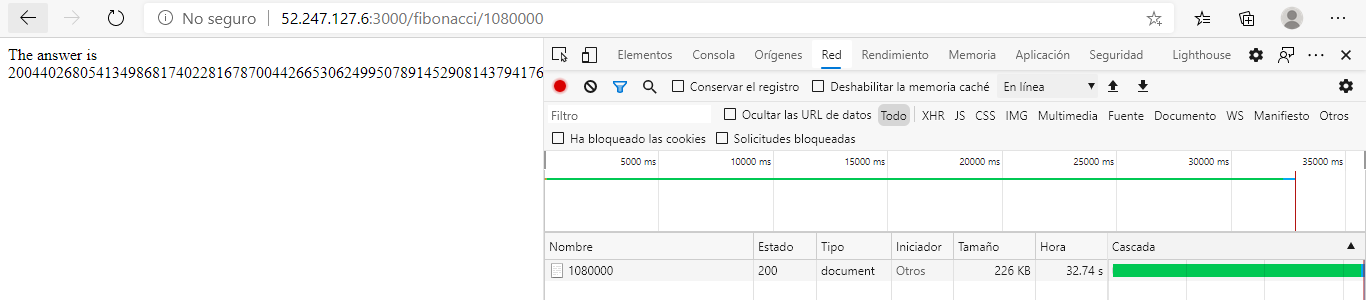 No seguro 52.247.127.6:3000/fibonacci/1080000
The answer is
200440268054134986817402281678700442665306249950789145290814379417​6
Elementos Consola Orígenes Red Rendimiento Memoria Aplicación Seguridad Lighthouse
Conservar el registro Deshabilitar la memoria caché En línea
Filtro Ocultar las URL de datos Todo XHR JS CSS IMG Multimedia Fuente Documento WS Manifiesto Otros
Ha bloqueado las cookies Solicitudes bloqueadas
5000 ms 10000 ms 15000 ms 20000 ms 25000 ms 30000 ms 35000 ms
Nombre Estado Tipo Iniciador Tamaño Hora Cascada
1080000 200 document Otros 226 KB 32.74 s